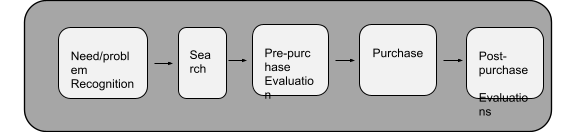 Need/probl
em
Recognition
Sea
rch
Pre-purc
hase
Evaluatio
n
Purchase
Post-
purchase
Evaluatio
ns